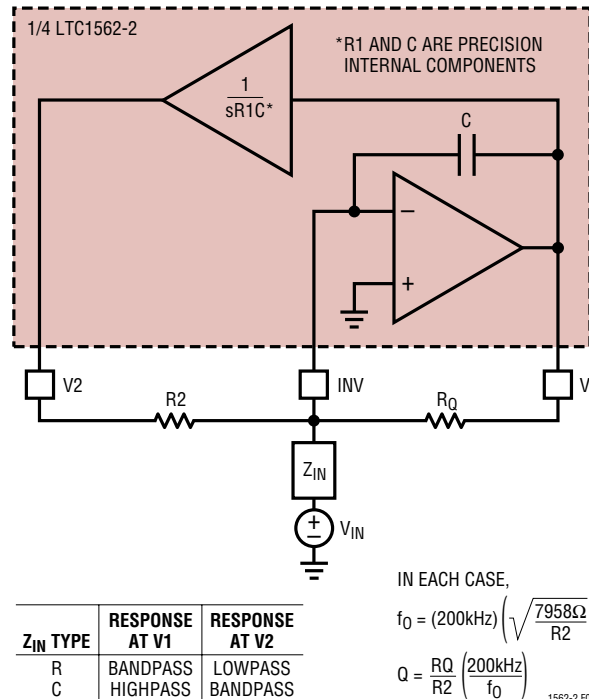 1/4 LTC1562-2
*R1 AND C ARE PRECISION
INTERNAL COMPONENTS
1
sR1C*
C
−
+
V2
INV
V
R2
RQ
ZIN
+
−
VIN
IN EACH CASE,
fO = (200kHz) (√7958Ω
R2
Q = RQ
R2
(200kHz
fO)
ZIN TYPE
RESPONSE
AT V1
RESPONSE
AT V2
R
BANDPASS
LOWPASS
C
HIGHPASS
BANDPASS